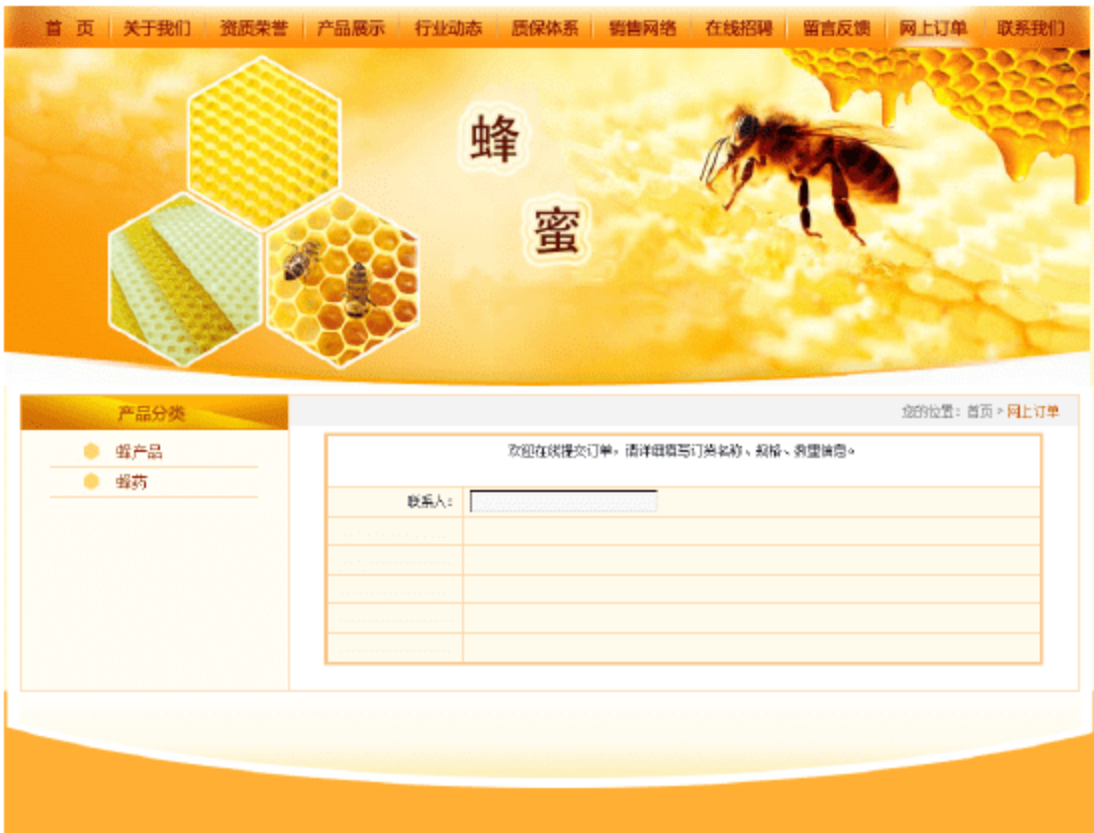 首 页 关于我们 资质荣誉 产品展示 行业动态 质保体系 销售网络 在线招聘 留言反馈 网上订单 联系我们
蜂
蜜
产品分类
您的位置：首页 > 网上订单
蜂产品
蜂药
欢迎在线提交订单，请详细填写订货名称、规格、数量信息。
联系人：